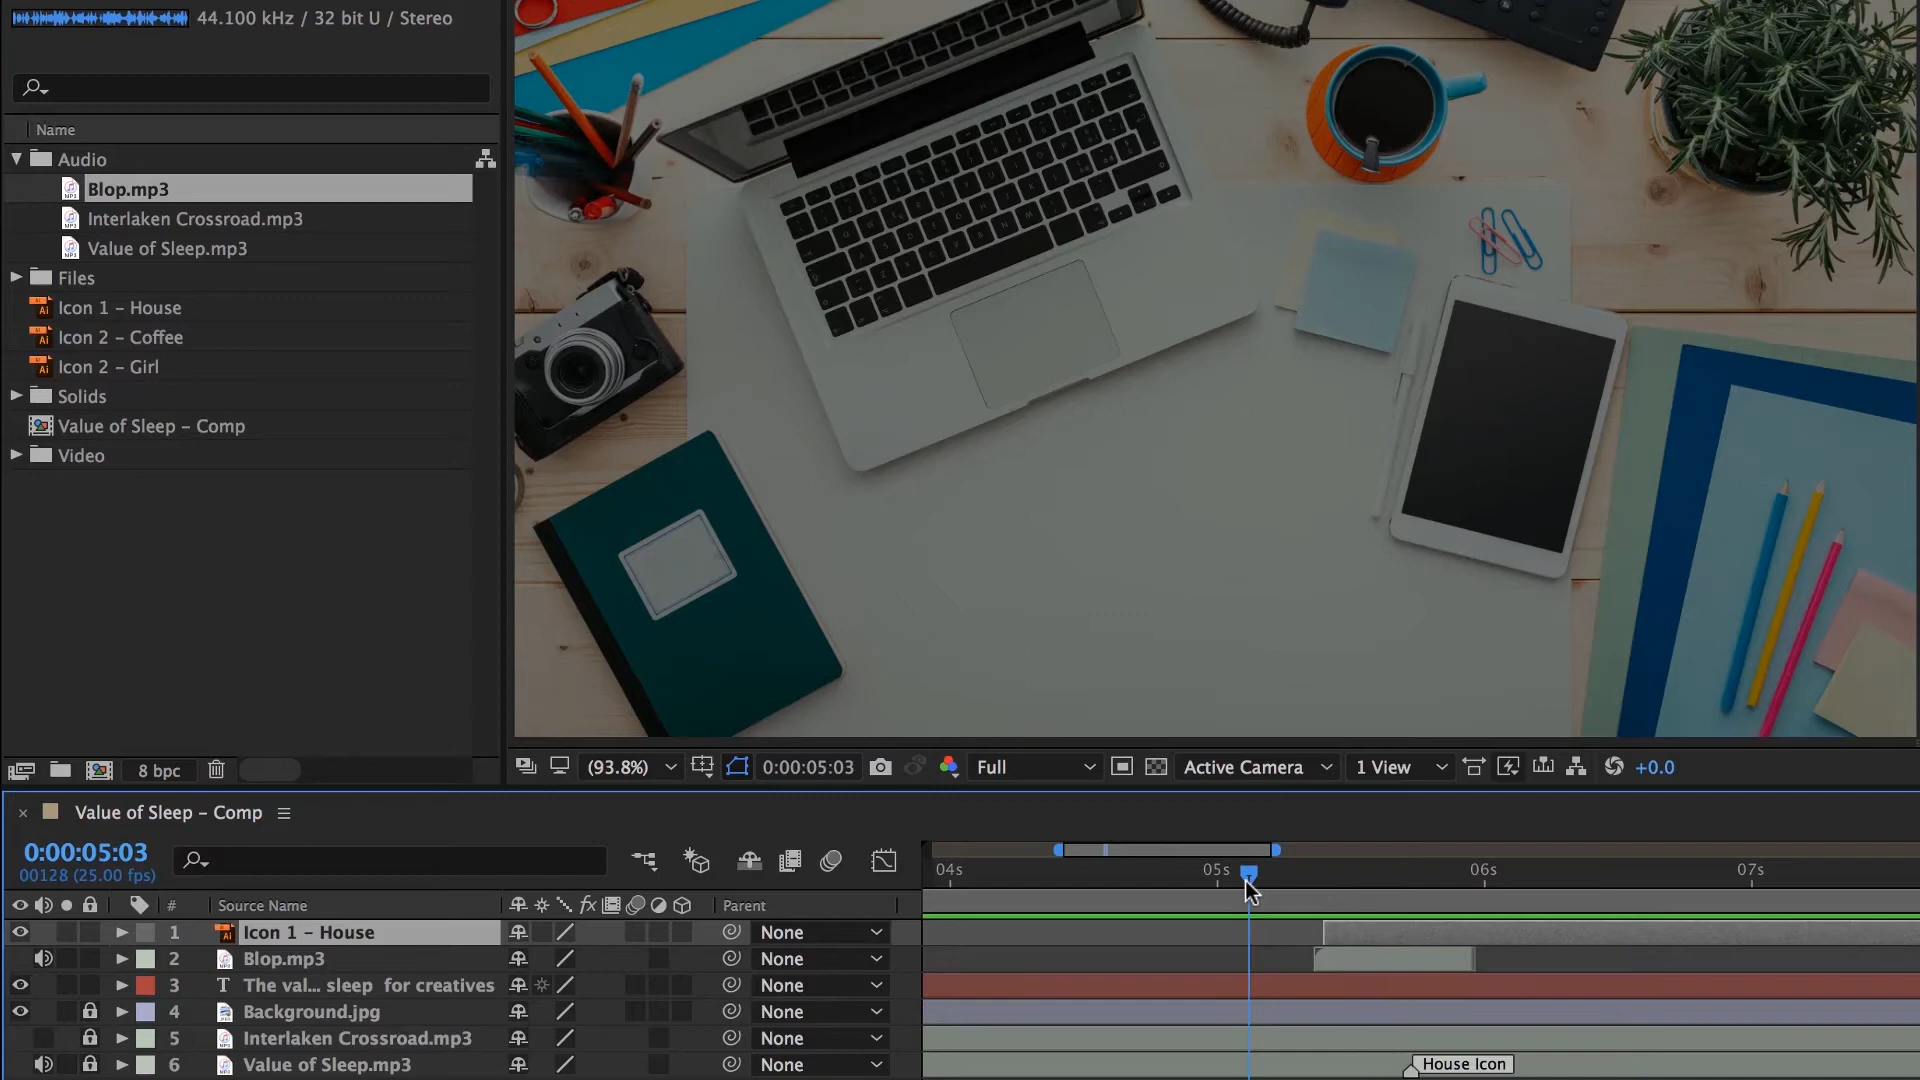 44.100 kHz / 32 bit U / Stereo
Name
Audio
Blop.mp3
Interlaken Crossroad.mp3
Value of Sleep.mp3
Files
Icon 1 – House
Icon 2 – Coffee
Icon 2 – Girl
Solids
Value of Sleep – Comp
Video
8 bpc
(93.8%) 0:00:05:03 Full Active Camera 1 View +0.0
Value of Sleep – Comp
0:00:05:03
00128 (25.00 fps)
04s 05s 06s 07s
# Source Name fx Parent
1 Icon 1 – House None
2 Blop.mp3 None
3 T The val... sleep for creatives None
4 Background.jpg None
5 Interlaken Crossroad.mp3 None
6 Value of Sleep.mp3 None House Icon